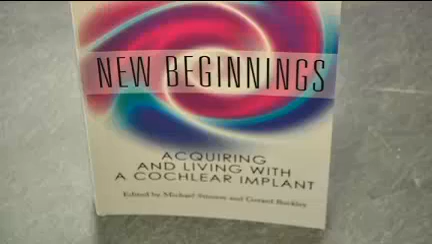 NEW BEGINNINGS
ACQUIRING
AND LIVING WITH
A COCHLEAR IMPLANT
Edited by Michael Stinson and Gerard Buckley